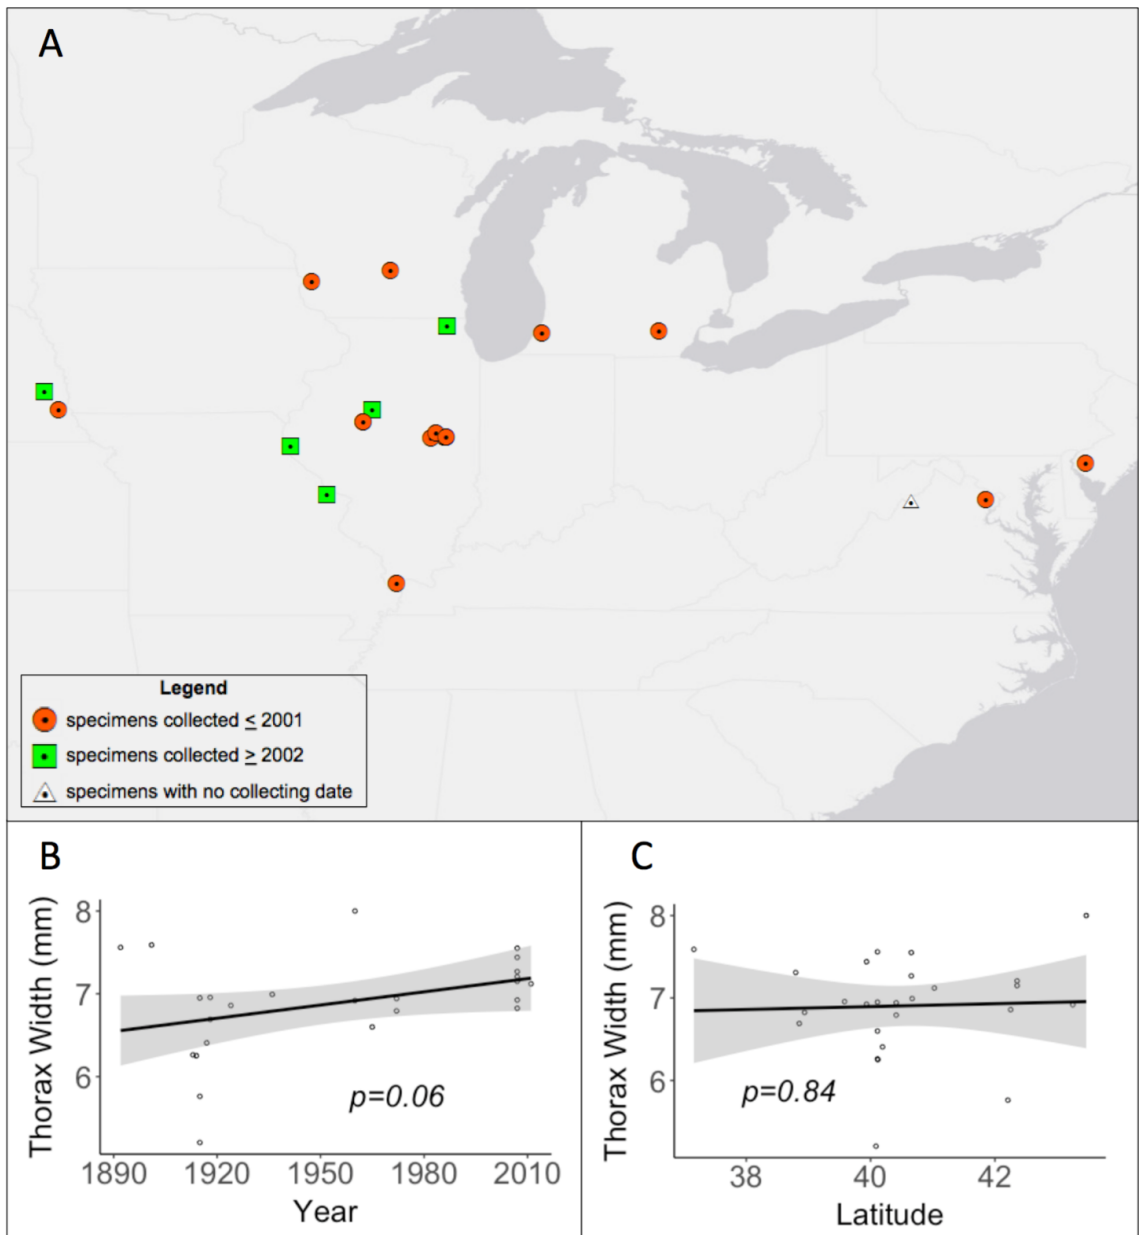 A
Legend
specimens collected ≤ 2001
specimens collected ≥ 2002
specimens with no collecting date
B
Thorax Width (mm)
8
7
6
p=0.06
1890 1920 1950 1980 2010
Year
C
Thorax Width (mm)
8
7
6
p=0.84
38 40 42
Latitude